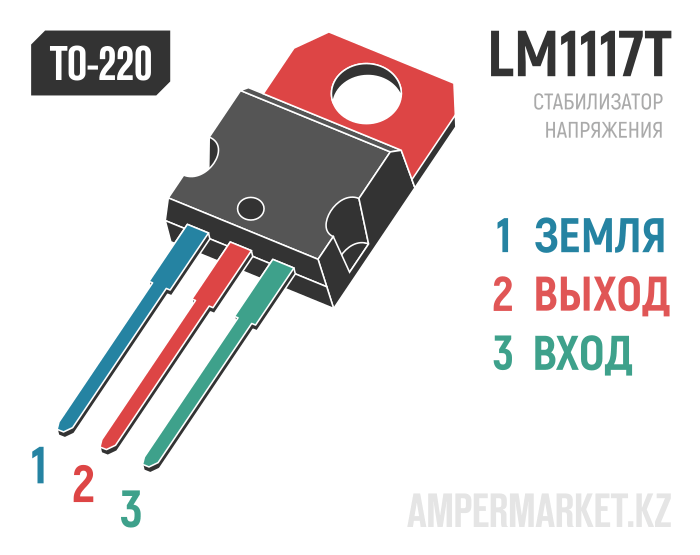 TO-220
LM1117T
СТАБИЛИЗАТОР
НАПРЯЖЕНИЯ
1 ЗЕМЛЯ
2 ВЫХОД
3 ВХОД
1
2
3
AMPERMARKET.KZ